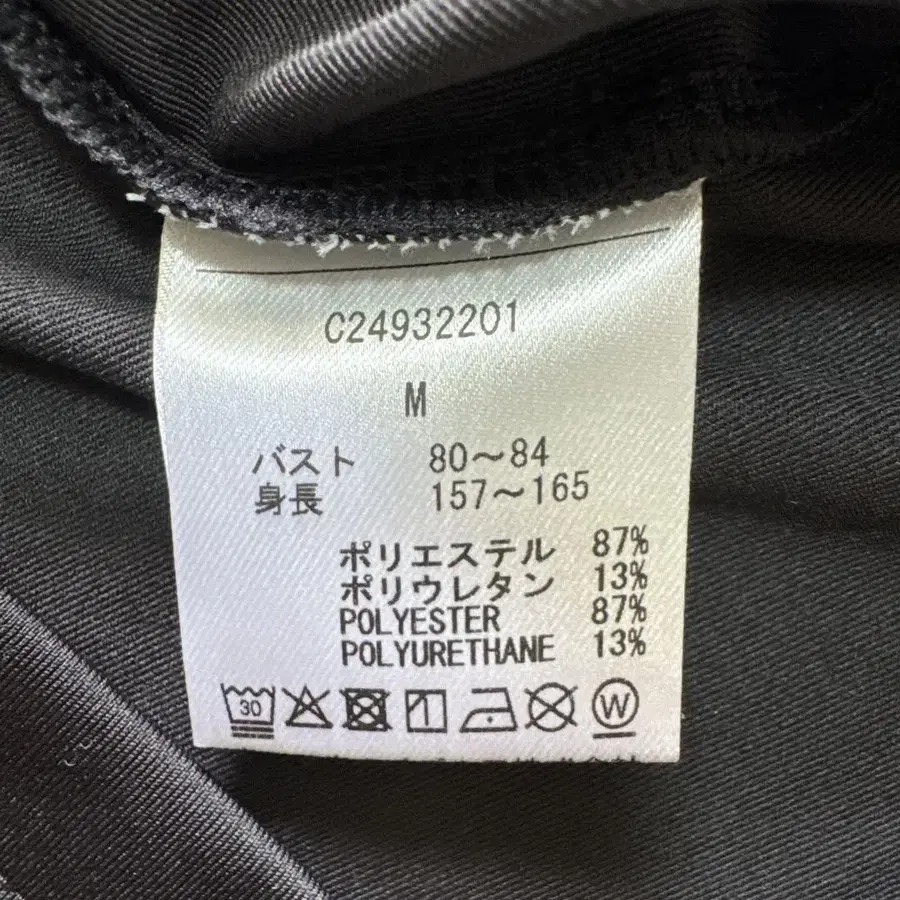 C24932201
M
バスト 80～84
身長 157～165
ポリエステル 87%
ポリウレタン 13%
POLYESTER 87%
POLYURETHANE 13%
30 W